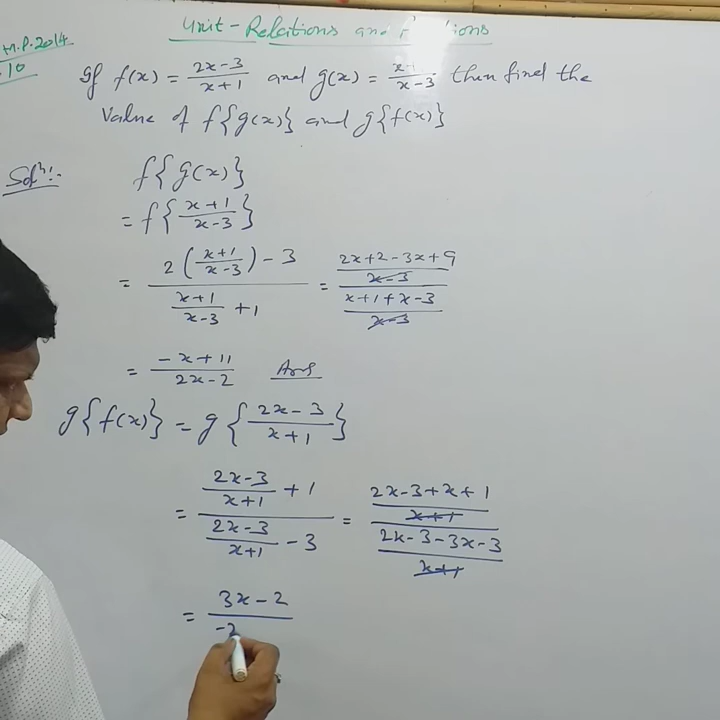 Unit - Relations and
M.P. 2014
10
If f(x) = (2x-3)/(x+1) and g(x) = /(x-3) then find the
value of f{g(x)} and g{f(x)}
Solⁿ:-
f{g(x)}
= f{(x+1)/(x-3)}
= (2((x+1)/(x-3)) - 3)/((x+1)/(x-3) + 1) = ((2x+2-3x+9)/(x-3))/((x+1+x-3)/(x-3))
= (-x+11)/(2x-2) Ans
g{f(x)} = g{(2x-3)/(x+1)}
= ((2x-3)/(x+1) + 1)/((2x-3)/(x+1) - 3) = ((2x-3+x+1)/(x+1))/((2x-3-3x-3)/(x+1))
= (3x-2)/(-